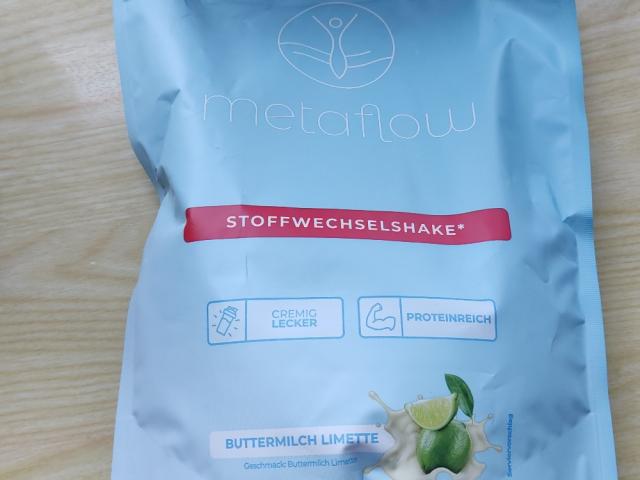 metaflow
STOFFWECHSELSHAKE*
CREMIG
LECKER
PROTEINREICH
BUTTERMILCH LIMETTE
Geschmack: Buttermilch Limette
Serviervorschlag